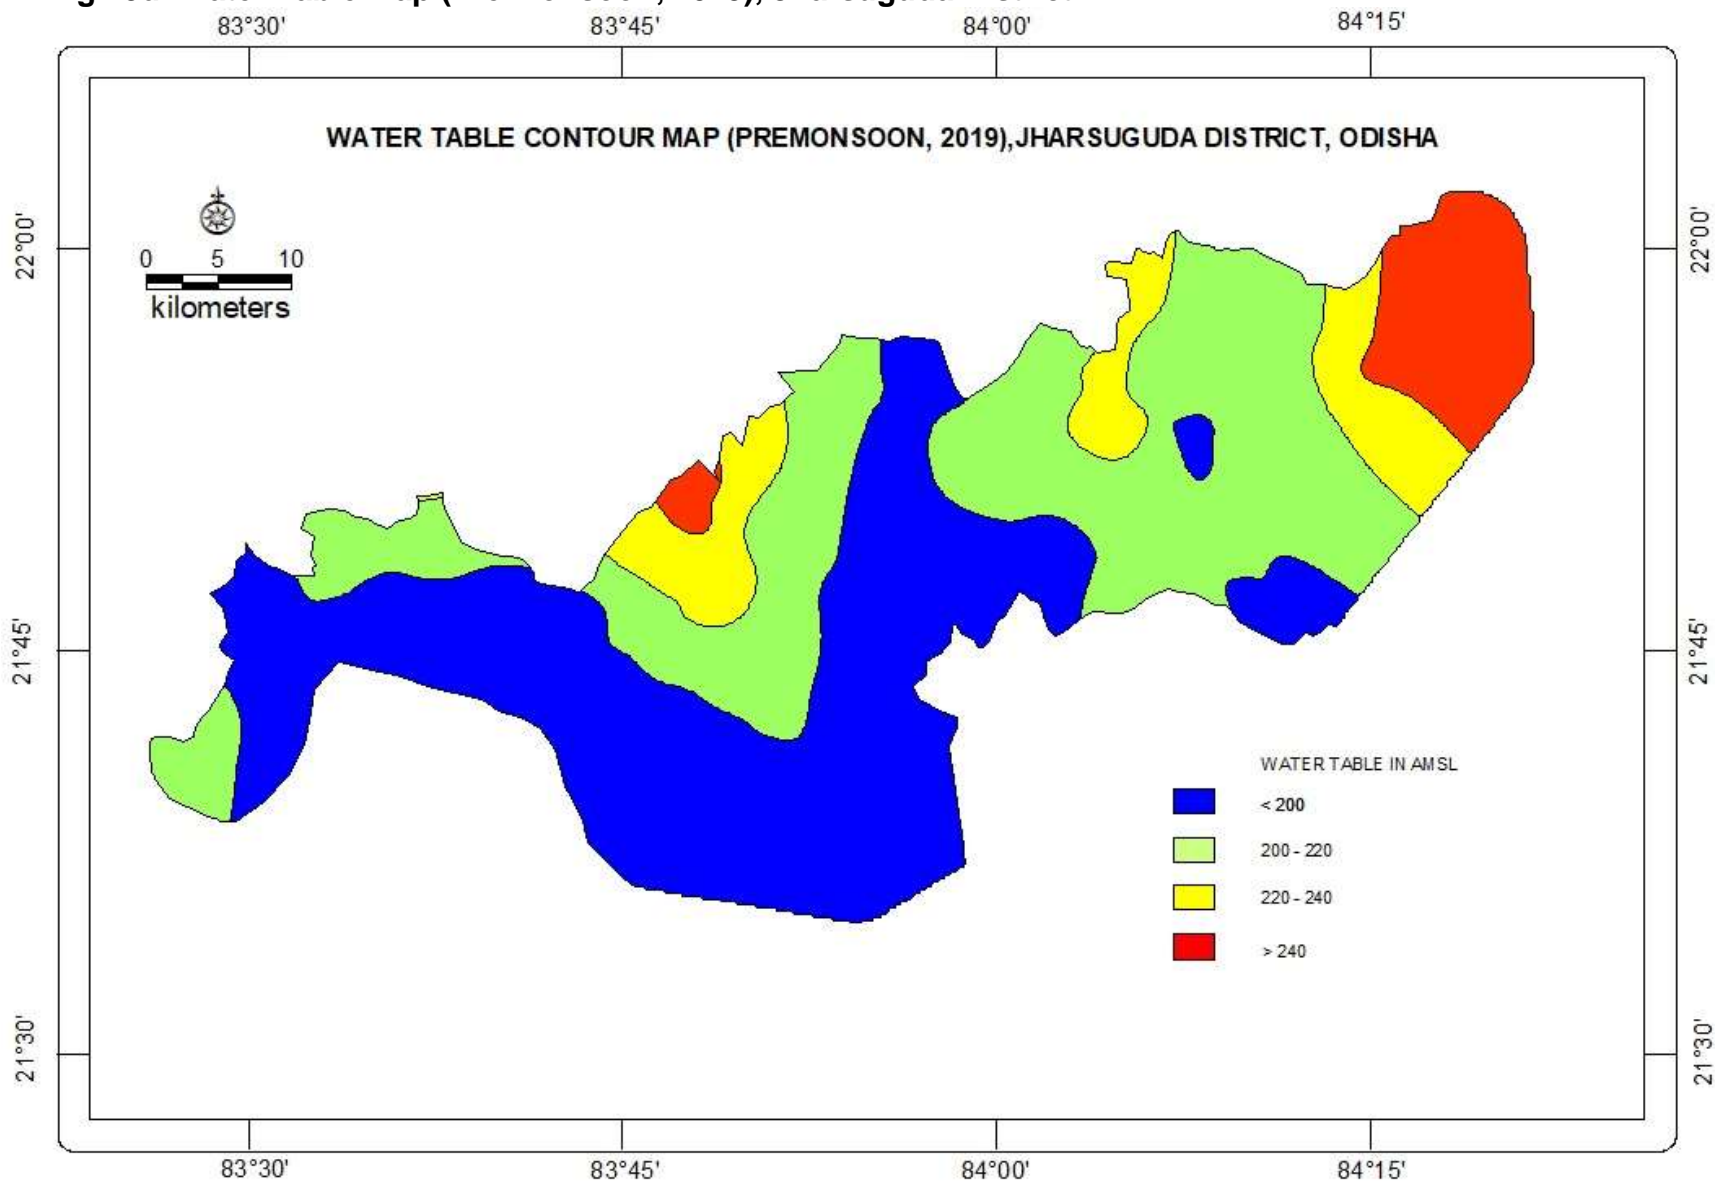 83°30' 83°45' 84°00' 84°15'
WATER TABLE CONTOUR MAP (PREMONSOON, 2019),JHARSUGUDA DISTRICT, ODISHA
22°00' 22°00'
0 5 10
kilometers
21°45' 21°45'
WATER TABLE IN AMSL
< 200
200 - 220
220 - 240
> 240
21°30' 21°30'
83°30' 83°45' 84°00' 84°15'